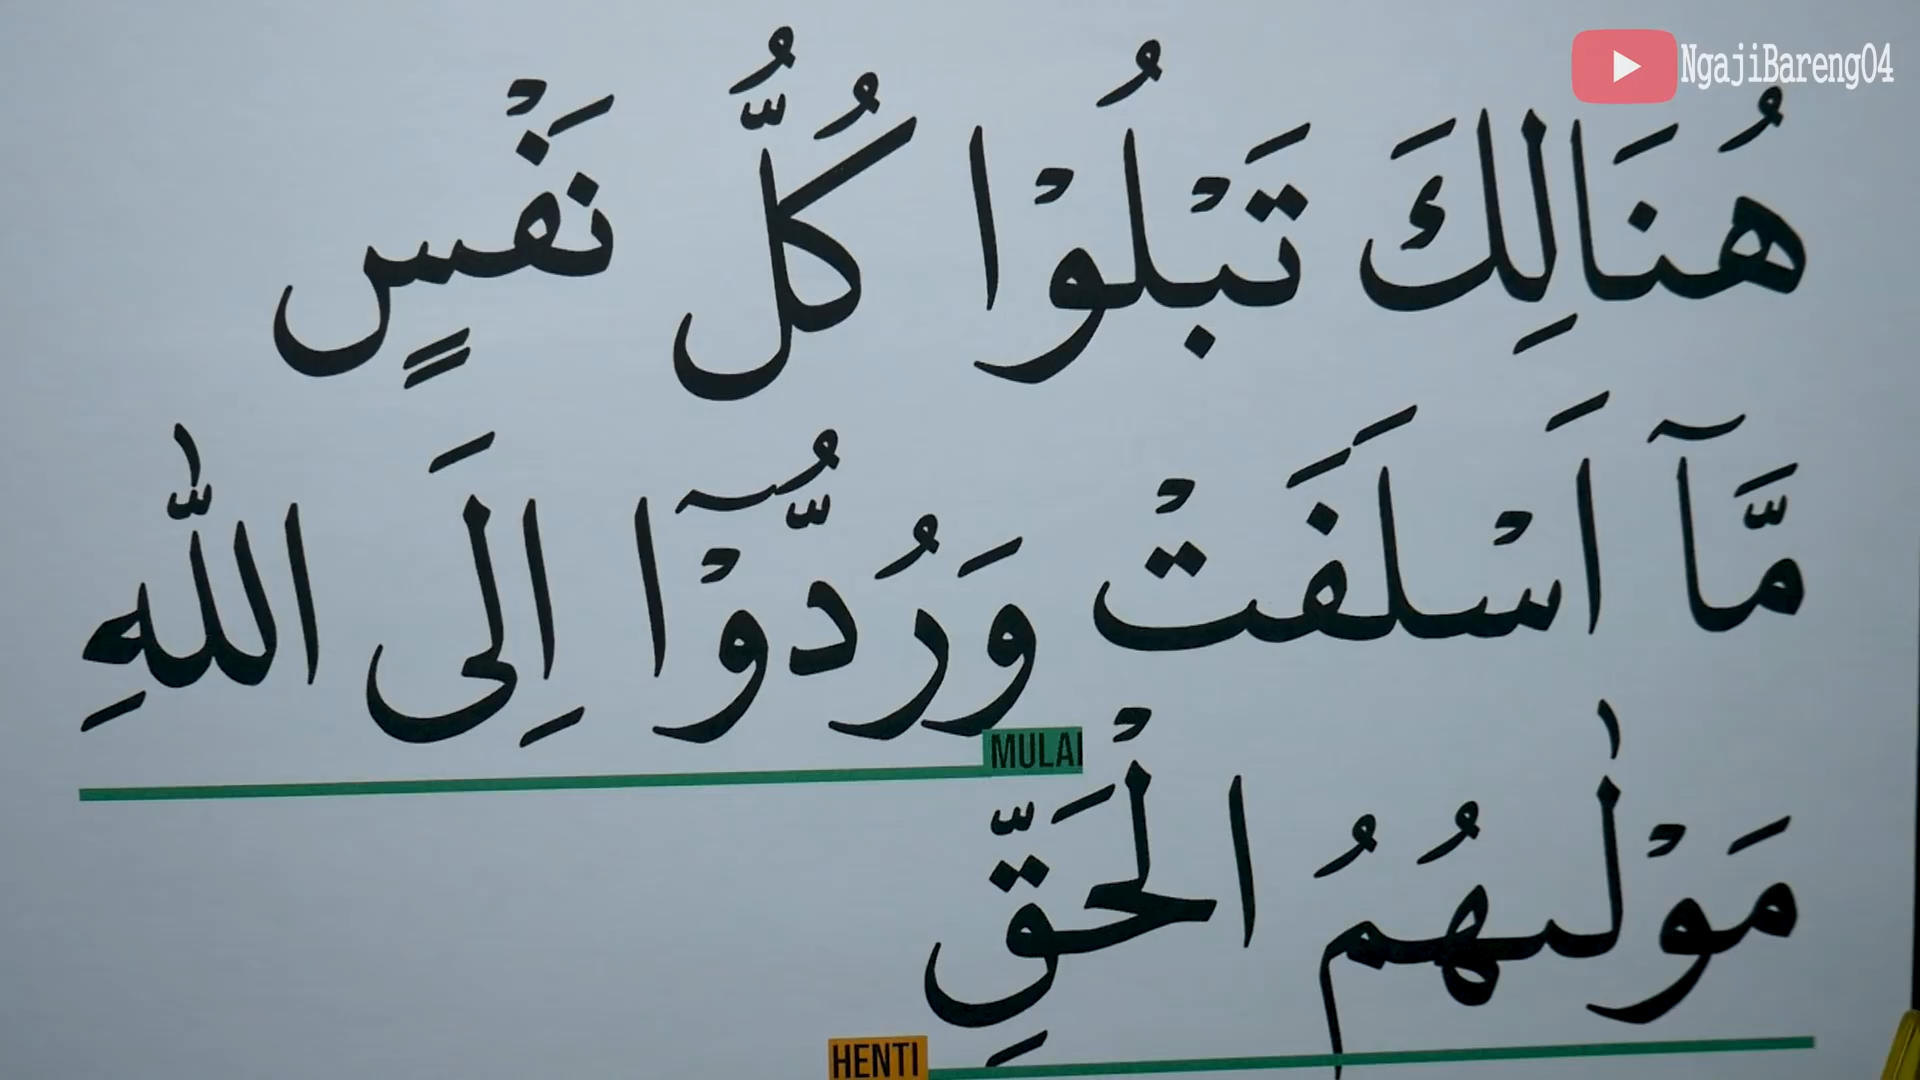 NgajiBareng04
هُنَالِكَ تَبْلُوْا كُلُّ نَفْسٍ
مَّآ اَسْلَفَتْ وَرُدُّوْٓا اِلَى اللّٰهِ
MULAI
مَوْلٰىهُمُ الْحَقِّ
HENTI